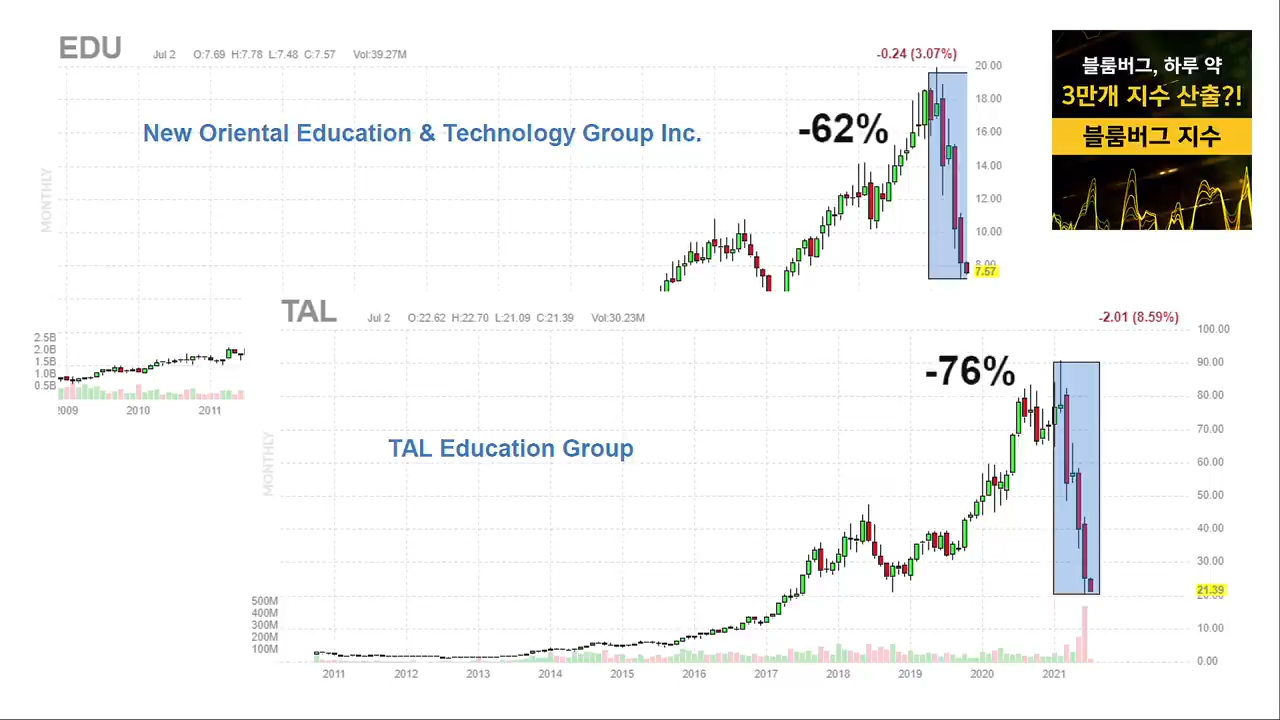 EDU Jul 2 O:7.69 H:7.78 L:7.48 C:7.57 Vol:39.27M -0.24 (3.07%)
New Oriental Education & Technology Group Inc.
-62%
MONTHLY
20.00
18.00
16.00
14.00
12.00
10.00
8.00
7.57
2.5B
2.0B
1.5B
1.0B
0.5B
2009 2010 2011
블룸버그, 하루 약
3만개 지수 산출?!
블룸버그 지수
TAL Jul 2 O:22.62 H:22.70 L:21.09 C:21.39 Vol:30.23M -2.01 (8.59%)
-76%
TAL Education Group
MONTHLY
100.00
90.00
80.00
70.00
60.00
50.00
40.00
30.00
21.39
20.00
10.00
0.00
500M
400M
300M
200M
100M
2011 2012 2013 2014 2015 2016 2017 2018 2019 2020 2021